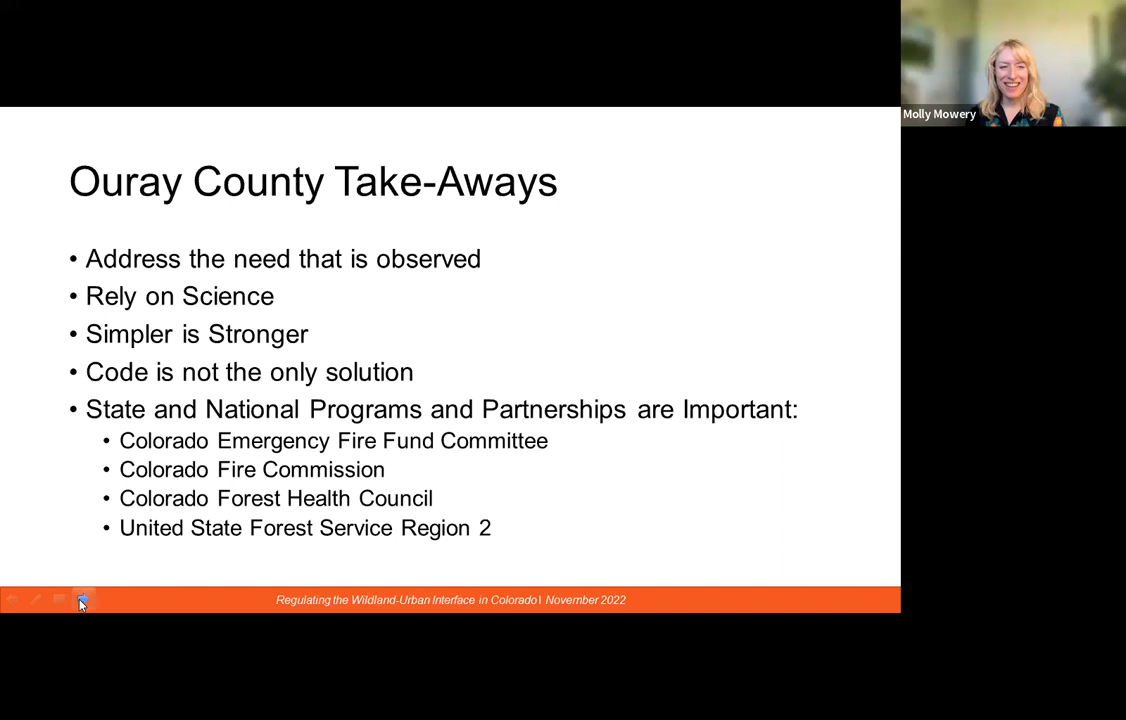 Molly Mowery
Ouray County Take-Aways
• Address the need that is observed
• Rely on Science
• Simpler is Stronger
• Code is not the only solution
• State and National Programs and Partnerships are Important:
• Colorado Emergency Fire Fund Committee
• Colorado Fire Commission
• Colorado Forest Health Council
• United State Forest Service Region 2
Regulating the Wildland-Urban Interface in Colorado| November 2022